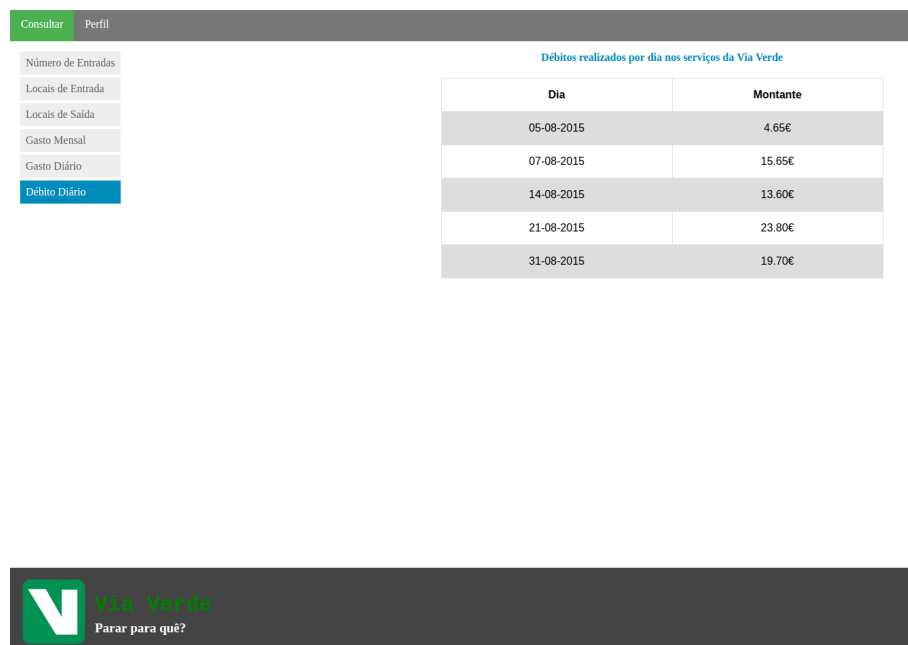 Consultar Perfil
Número de Entradas
Locais de Entrada
Locais de Saída
Gasto Mensal
Gasto Diário
Débito Diário
Débitos realizados por dia nos serviços da Via Verde
Dia Montante
05-08-2015 4.65€
07-08-2015 15.65€
14-08-2015 13.60€
21-08-2015 23.80€
31-08-2015 19.70€
Via Verde
Parar para quê?